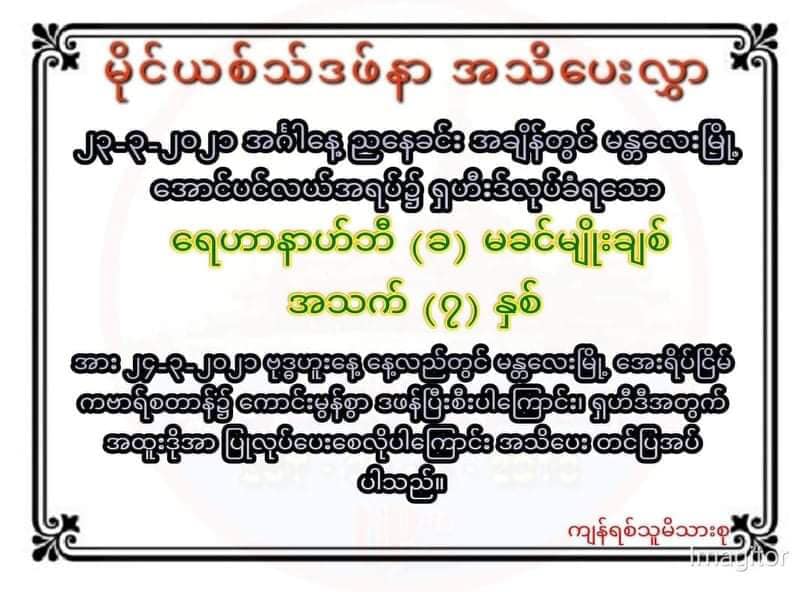 မိုင်ယစ်သ်ဒဖ်နာ အသိပေးလွှာ
၂၃-၃-၂၀၂၁ အင်္ဂါနေ့ ညနေခင်း အချိန်တွင် မန္တလေးမြို့
အောင်ပင်လယ်အရပ်၌ ရှဟီးဒ်လုပ်ခံရသော
ရေဟာနာဟ်ဘီ (ခ) မခင်မျိုးချစ်
အသက် (၇) နှစ်
အား ၂၄-၃-၂၀၂၁ ဗုဒ္ဓဟူးနေ့ နေ့လည်တွင် မန္တလေးမြို့ အေးရိပ်ငြိမ်
ကဗာရ်စတာန်၌ ကောင်းမွန်စွာ ဒဖန်ပြီးစီးပါကြောင်း၊ ရှဟီဒီအတွက်
အထူးဒိုအာ ပြုလုပ်ပေးစေလိုပါကြောင်း အသိပေး တင်ပြအပ်
ပါသည်။
ကျန်ရစ်သူမိသားစု
Imagitor